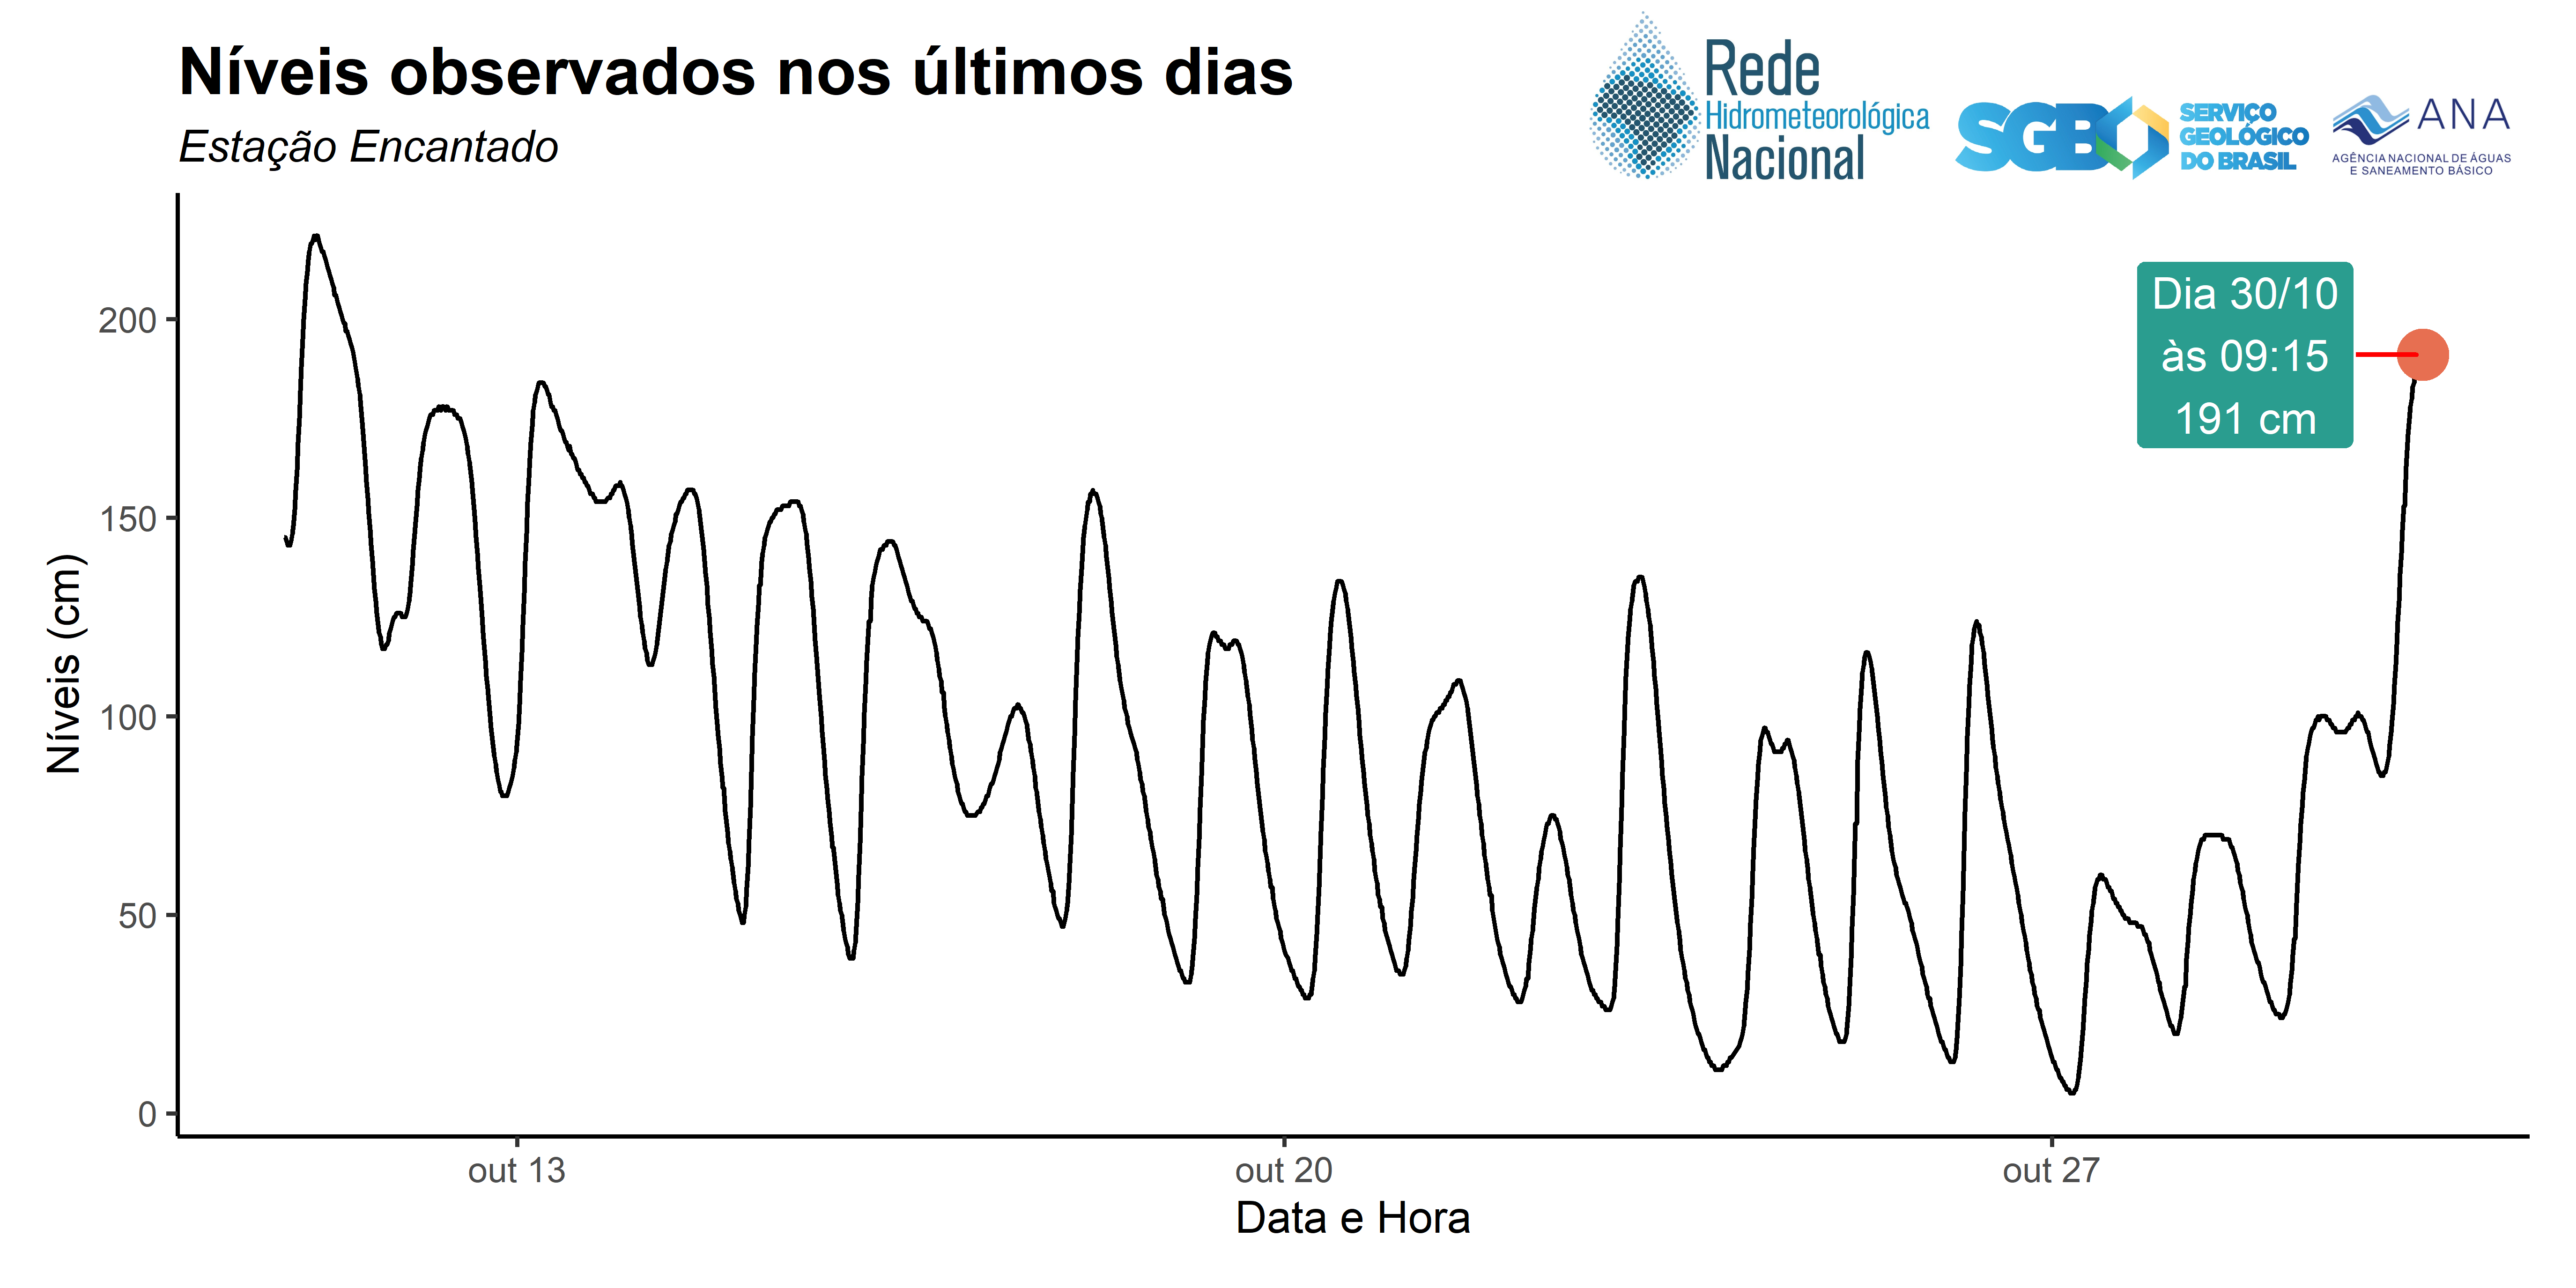 Níveis observados nos últimos dias
Estação Encantado
Rede
Hidrometeorológica
Nacional
SGB
SERVIÇO
GEOLÓGICO
DO BRASIL
ANA
AGÊNCIA NACIONAL DE ÁGUAS
E SANEAMENTO BÁSICO
Dia 30/10
às 09:15
191 cm
Níveis (cm)
200
150
100
50
0
out 13
out 20
out 27
Data e Hora